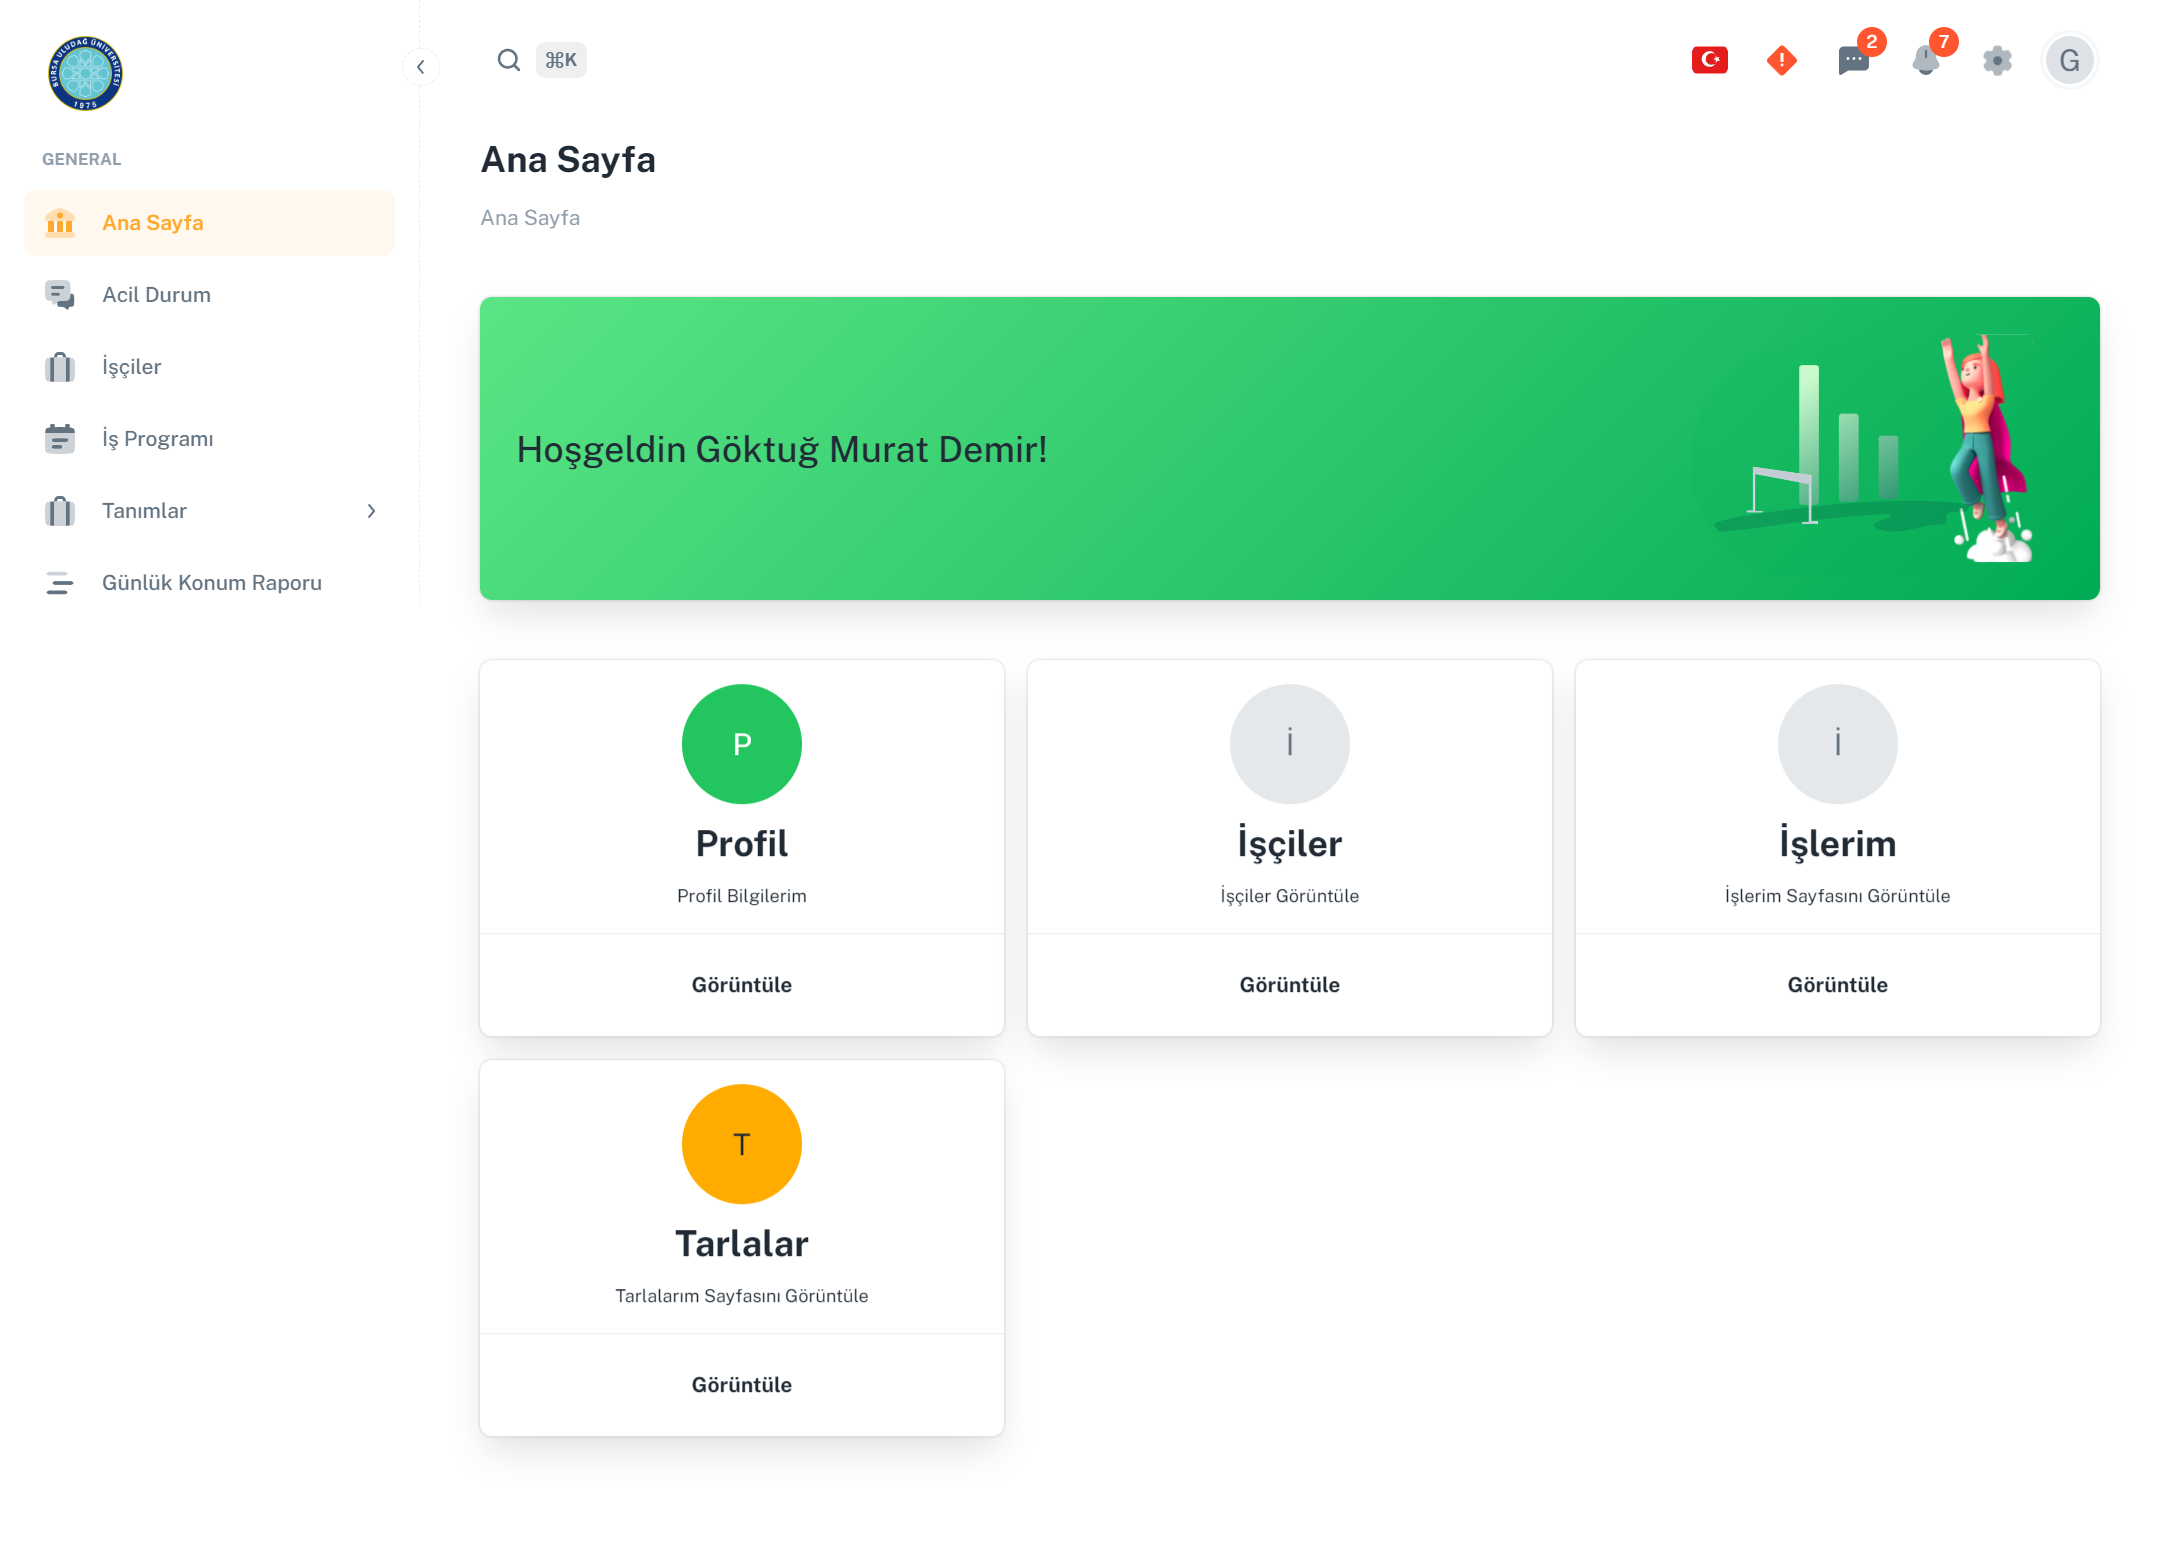 BURSA ULUDAĞ ÜNİVERSİTESİ
1975
⌘K
2
7
G
GENERAL
Ana Sayfa
Acil Durum
İşçiler
İş Programı
Tanımlar
Günlük Konum Raporu
Ana Sayfa
Ana Sayfa
Hoşgeldin Göktuğ Murat Demir!
P
Profil
Profil Bilgilerim
Görüntüle
İ
İşçiler
İşçiler Görüntüle
Görüntüle
İ
İşlerim
İşlerim Sayfasını Görüntüle
Görüntüle
T
Tarlalar
Tarlalarım Sayfasını Görüntüle
Görüntüle